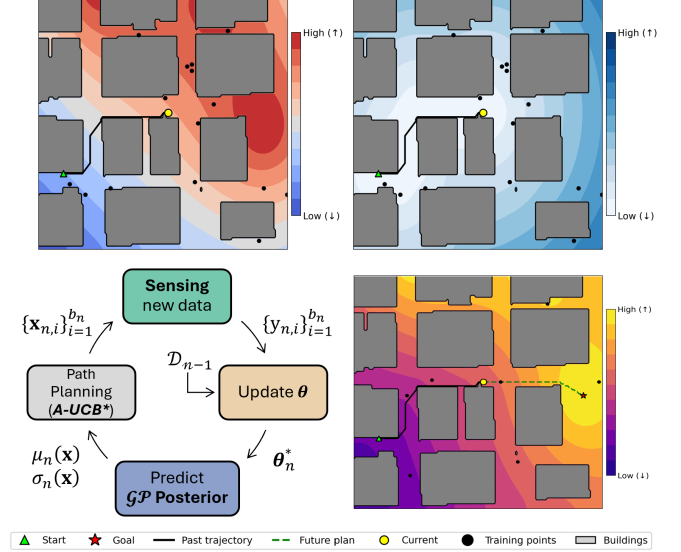 High (↑)
Low (↓)
High (↑)
Low (↓)
Sensing
new data
{x_{n,i}}_{i=1}^{b_n}
{y_{n,i}}_{i=1}^{b_n}
𝒟_{n−1}
Path
Planning
(A-UCB*)
Update θ
μ_n(x)
σ_n(x)
θ_n^*
Predict
𝒢𝒫 Posterior
High (↑)
Low (↓)
Start
Goal
Past trajectory
Future plan
Current
Training points
Buildings